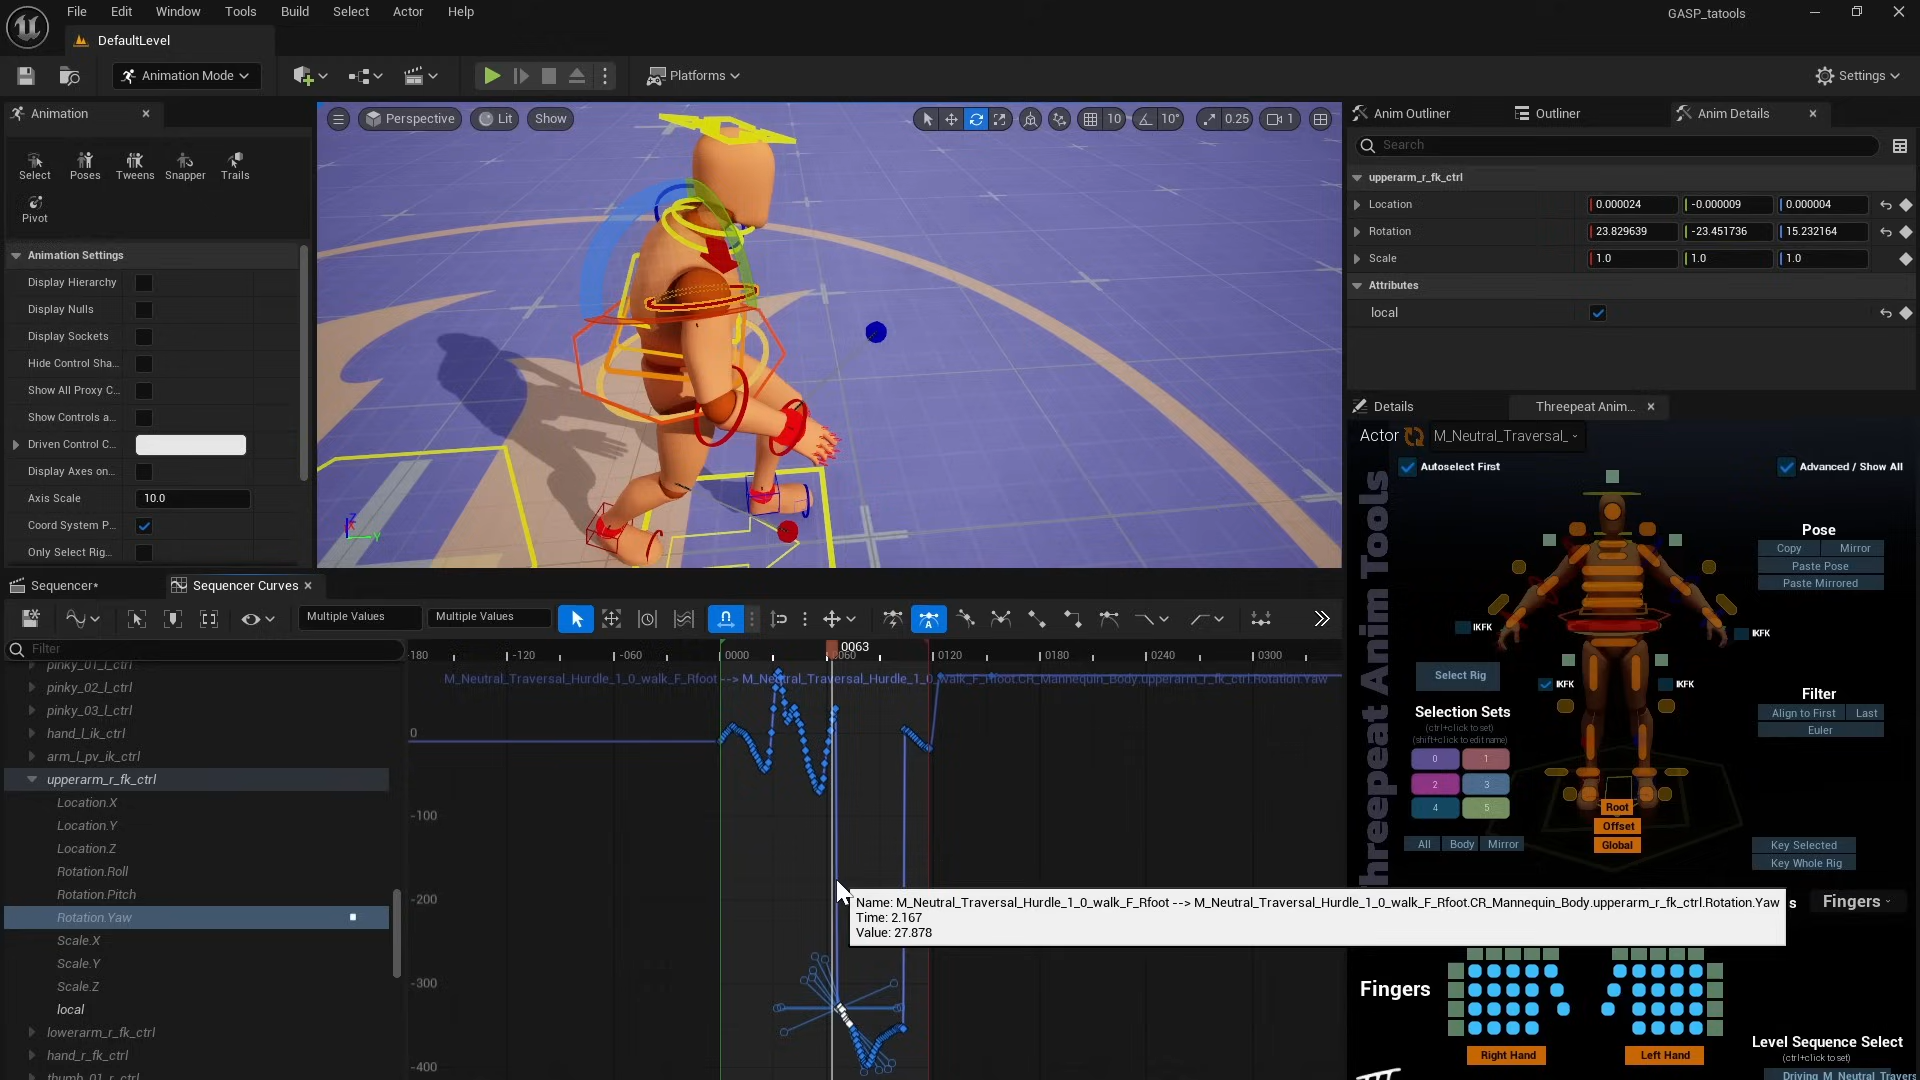 File Edit Window Tools Build Select Actor Help
GASP_tatools
DefaultLevel
Animation Mode
Platforms
Settings
Animation
Select Poses Tweens Snapper Trails
Pivot
Animation Settings
Display Hierarchy
Display Nulls
Display Sockets
Hide Control Sha...
Show All Proxy C...
Show Controls a...
Driven Control C...
Display Axes on...
Axis Scale 10.0
Coord System P...
Only Select Rig...
Perspective Lit Show
10 10° 0.25 1
Anim Outliner Outliner Anim Details
Search
upperarm_r_fk_ctrl
Location 0.000024 -0.000009 0.000004
Rotation 23.829639 -23.451736 15.232164
Scale 1.0 1.0 1.0
Attributes
local
Details Threepeat Anim...
Actor M_Neutral_Traversal_
Autoselect First Advanced / Show All
Threepeat Anim Tools
Pose
Copy Mirror
Paste Pose
Paste Mirrored
IKFK IKFK
Select Rig
IKFK IKFK
Filter
Align to First Last
Euler
Selection Sets
(ctrl+click to set)
(shift+click to edit name)
0 1
2 3
4 5
Root
Offset
Global
All Body Mirror
Key Selected
Key Whole Rig
s Fingers
Fingers
Right Hand Left Hand
Level Sequence Select
(ctrl+click to set)
Driving M_Neutral_Travers
Sequencer* Sequencer Curves
Multiple Values Multiple Values
Filter
-180 -120 -060 0000 0060 0063 0120 0180 0240 0300
M_Neutral_Traversal_Hurdle_1_0_walk_F_Rfoot --> M_Neutral_Traversal_Hurdle_1_0_walk_F_Rfoot.CR_Mannequin_Body.upperarm_r_fk_ctrl.Rotation.Yaw
0
-100
-200
-300
-400
pinky_01_l_ctrl
pinky_02_l_ctrl
pinky_03_l_ctrl
hand_l_ik_ctrl
arm_l_pv_ik_ctrl
upperarm_r_fk_ctrl
Location.X
Location.Y
Location.Z
Rotation.Roll
Rotation.Pitch
Rotation.Yaw
Scale.X
Scale.Y
Scale.Z
local
lowerarm_r_fk_ctrl
hand_r_fk_ctrl
thumb_01_r_ctrl
Name: M_Neutral_Traversal_Hurdle_1_0_walk_F_Rfoot --> M_Neutral_Traversal_Hurdle_1_0_walk_F_Rfoot.CR_Mannequin_Body.upperarm_r_fk_ctrl.Rotation.Yaw
Time: 2.167
Value: 27.878